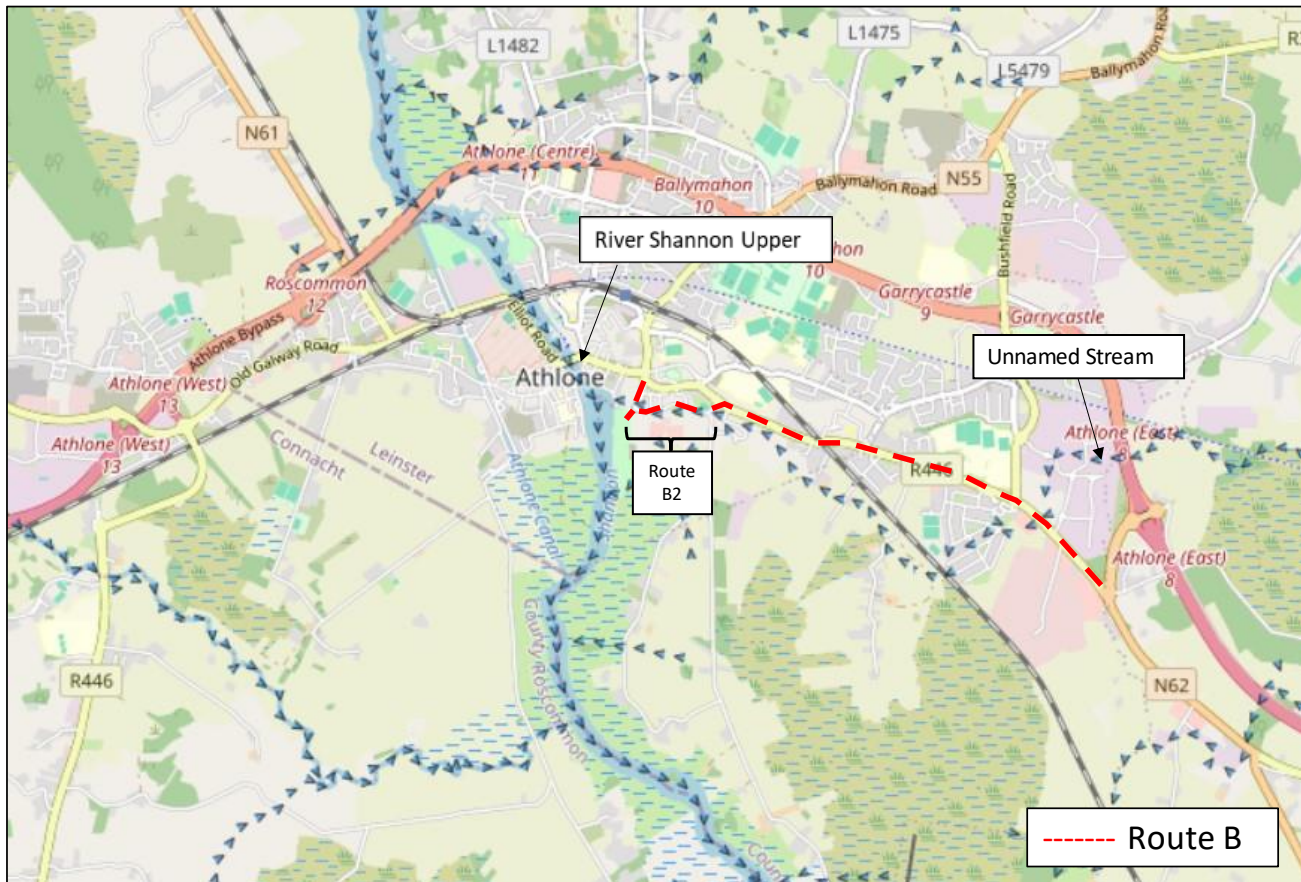 L1482
L1475
L5479
Ballymahon Road
N61
Athlone (Centre)
11
Ballymahon
10
Ballymahon Road
N55
Bushfield Road
River Shannon Upper
10
Roscommon
12
Garrycastle
9
Garrycastle
Athlone Bypass
Old Galway Road
Elliot Road
Unnamed Stream
Athlone (West)
13
Athlone
Athlone (West)
13
Connacht
Leinster
Athlone Canal
Shannon
Route
B2
R446
Athlone (East)
8
Athlone (East)
8
County Roscommon
R446
N62
Route B